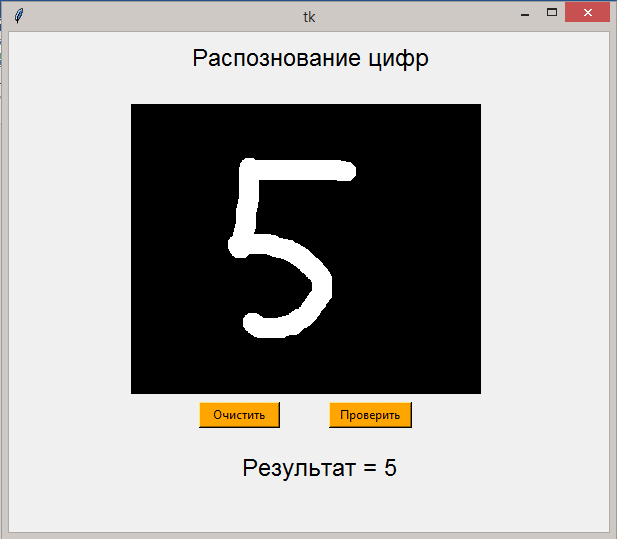 tk
Распознование цифр
5
Очистить Проверить
Результат = 5